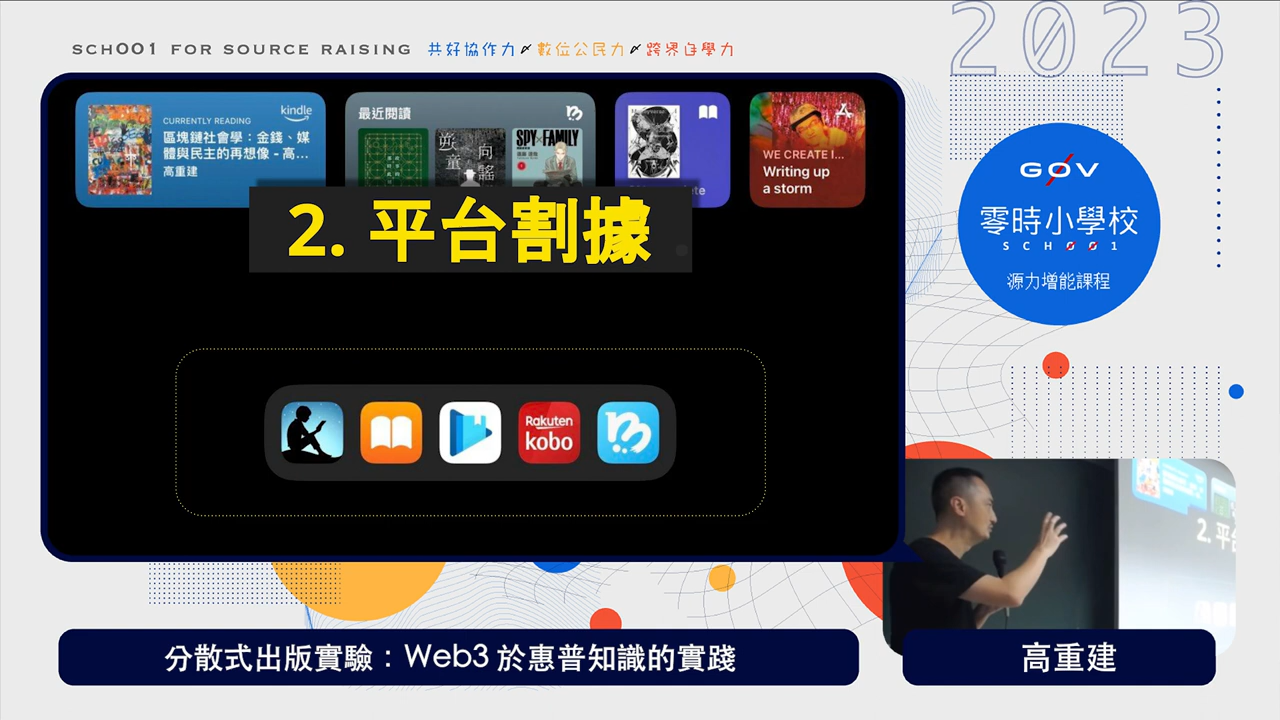 2023
SCH001 FOR SOURCE RAISING 共好協作力 數位公民力 跨界自學力
CURRENTLY READING
kindle
區塊鏈社會學：金錢、媒
體與民主的再想像 - 高...
高重建
最近閱讀
向
童
謠
SPY×FAMILY
WE CREATE I...
Writing up
a storm
2. 平台割據
Rakuten
kobo
G0V
零時小學校
SCH001
源力增能課程
2. 平台
分散式出版實驗：Web3 於惠普知識的實踐
高重建